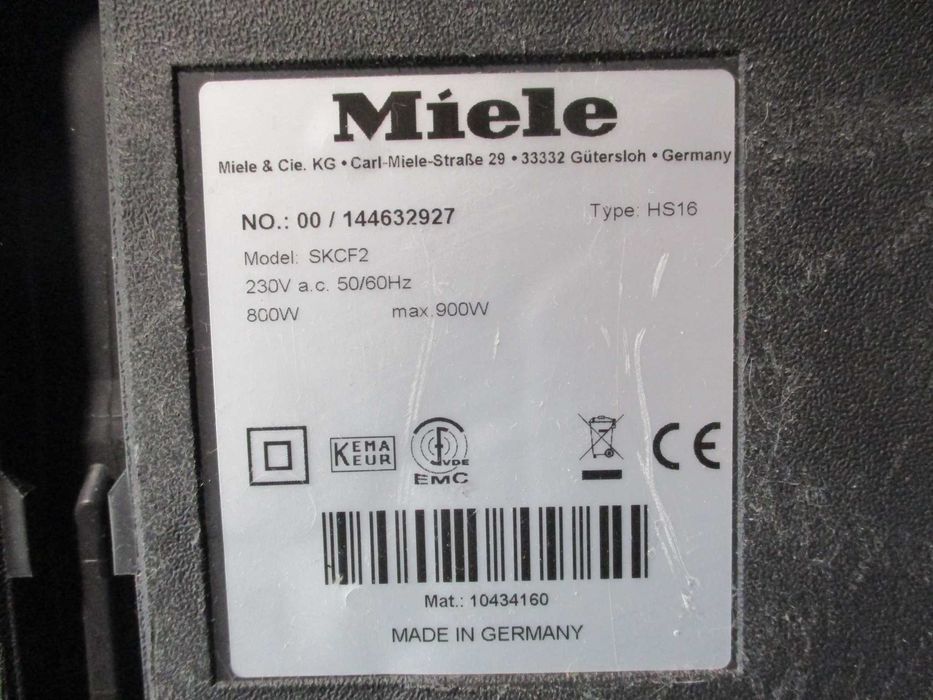 Miele
Miele & Cie. KG • Carl-Miele-Straße 29 • 33332 Gütersloh • Germany
NO.: 00 / 144632927
Type: HS16
Model: SKCF2
230V a.c. 50/60Hz
800W max.900W
KEMA
KEUR
VDE
EMC
CE
Mat.: 10434160
MADE IN GERMANY